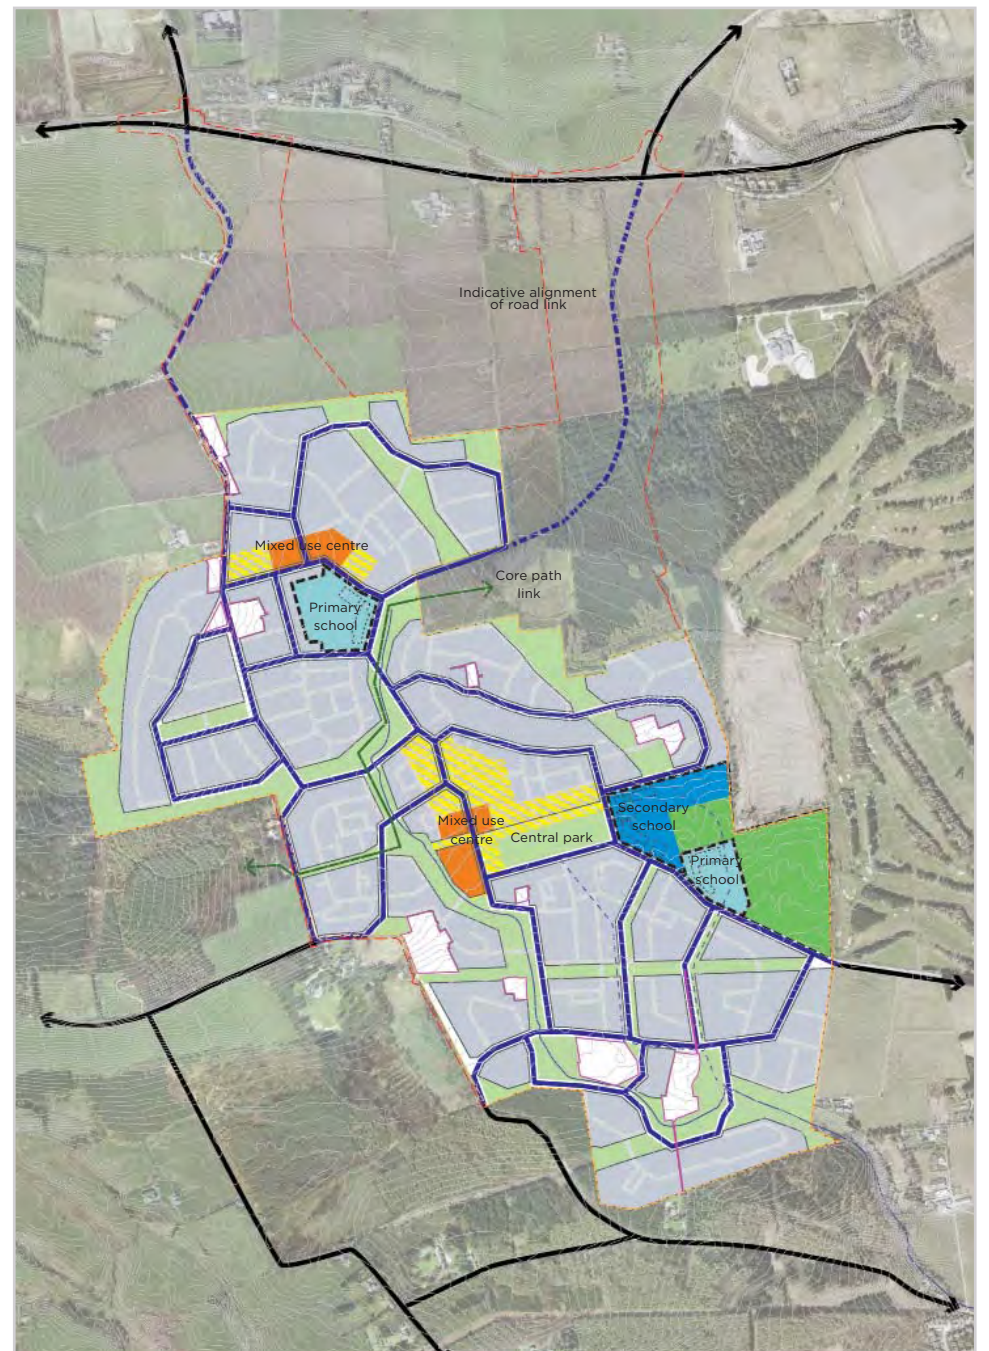 Indicative alignment
of road link
Mixed use centre
Core path
link
Primary
school
Secondary
school
Mixed use
centre
Central park
Primary
school